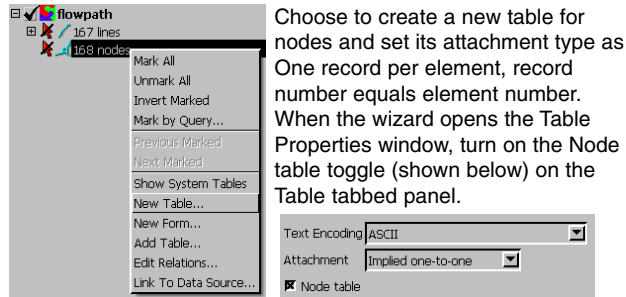 flowpath
167 lines
168 nodes
Mark All
Unmark All
Invert Marked
Mark by Query...
Previous Marked
Next Marked
Show System Tables
New Table...
New Form...
Add Table...
Edit Relations...
Link To Data Source...
Choose to create a new table for
nodes and set its attachment type as
One record per element, record
number equals element number.
When the wizard opens the Table
Properties window, turn on the Node
table toggle (shown below) on the
Table tabbed panel.
Text Encoding ASCII
Attachment Implied one-to-one
Node table